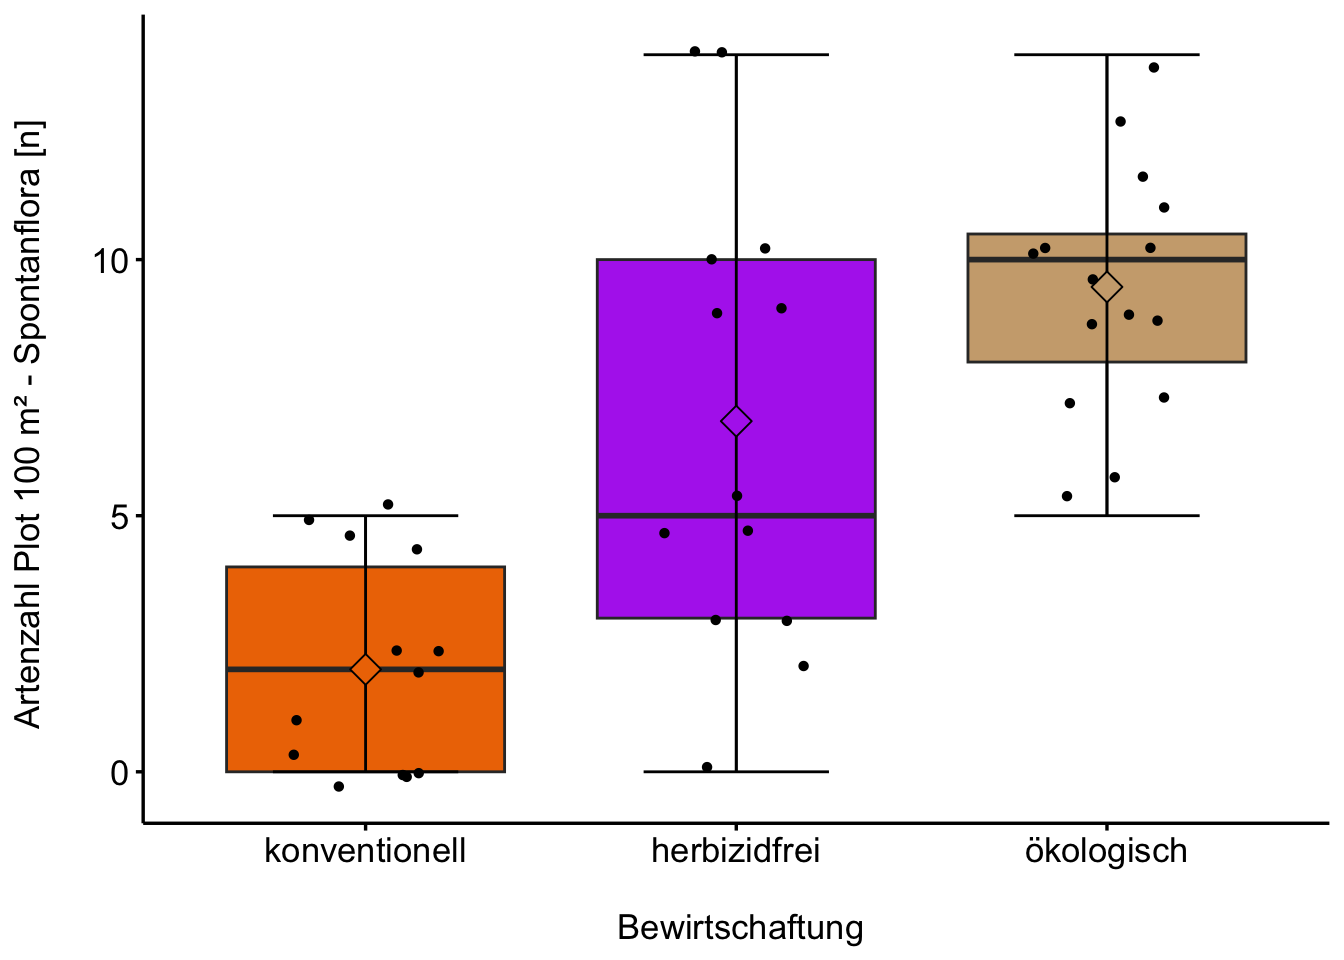 Artenzahl Plot 100 m² - Spontanflora [n]
10
5
0
konventionell herbizidfrei ökologisch
Bewirtschaftung